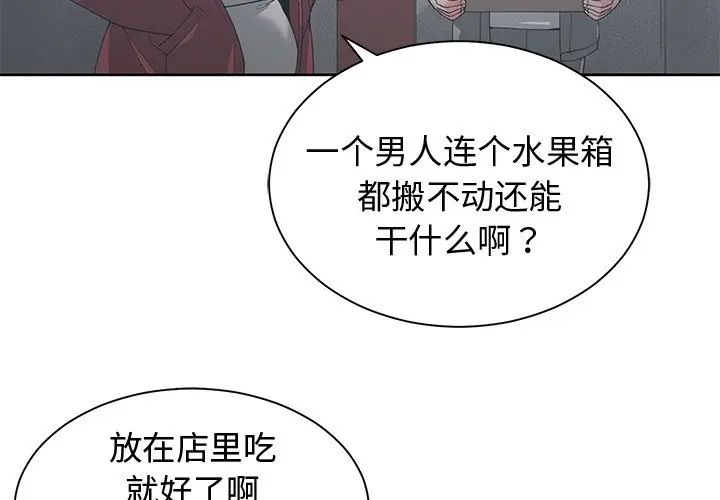 一个男人连个水果箱
都搬不动还能
干什么啊？
放在店里吃
就好了啊